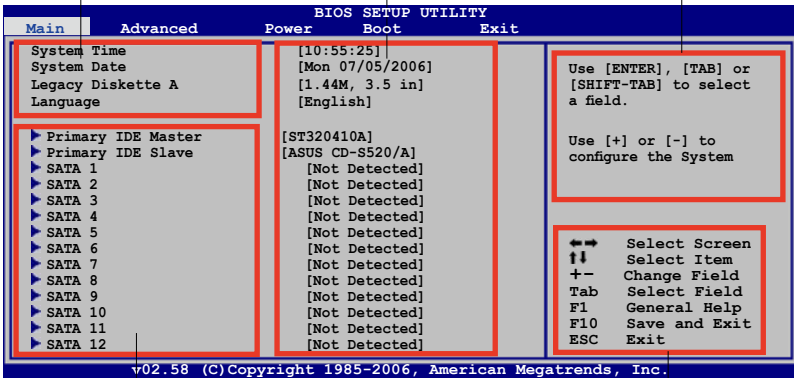 BIOS SETUP UTILITY
Main Advanced Power Boot Exit
System Time [10:55:25]
System Date [Mon 07/05/2006]
Legacy Diskette A [1.44M, 3.5 in]
Language [English]
Primary IDE Master [ST320410A]
Primary IDE Slave [ASUS CD-S520/A]
SATA 1 [Not Detected]
SATA 2 [Not Detected]
SATA 3 [Not Detected]
SATA 4 [Not Detected]
SATA 5 [Not Detected]
SATA 6 [Not Detected]
SATA 7 [Not Detected]
SATA 8 [Not Detected]
SATA 9 [Not Detected]
SATA 10 [Not Detected]
SATA 11 [Not Detected]
SATA 12 [Not Detected]
Use [ENTER], [TAB] or
[SHIFT-TAB] to select
a field.
Use [+] or [-] to
configure the System
Select Screen
Select Item
+- Change Field
Tab Select Field
F1 General Help
F10 Save and Exit
ESC Exit
v02.58 (C)Copyright 1985-2006, American Megatrends, Inc.